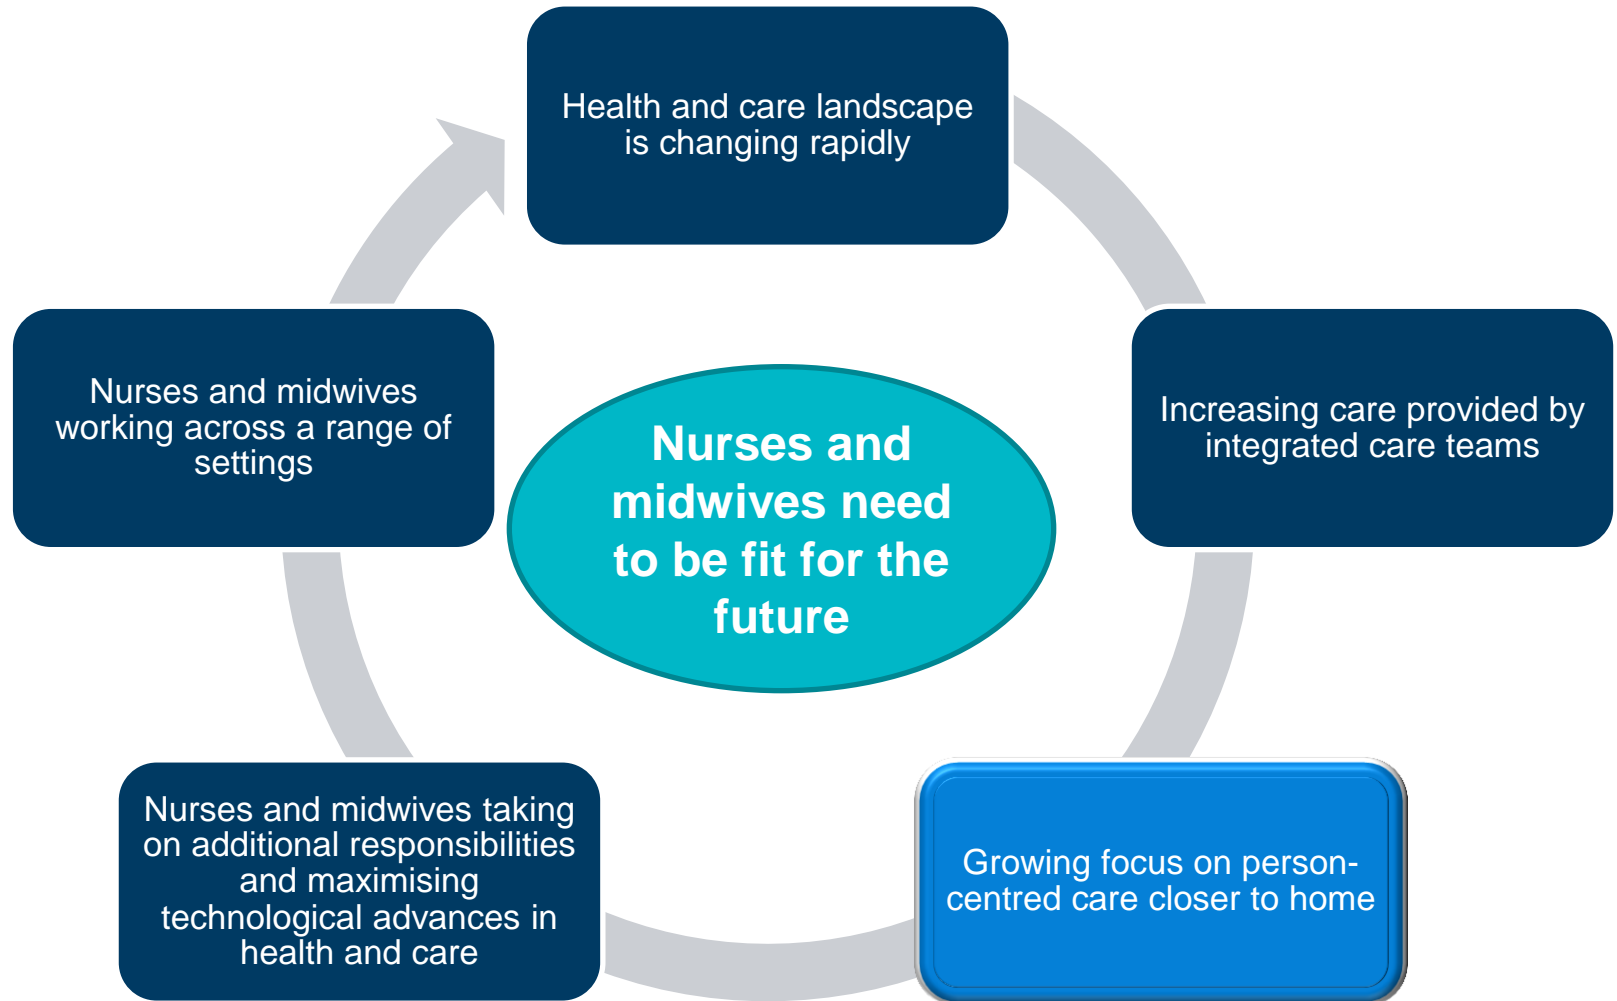 Health and care landscape
is changing rapidly
Increasing care provided by
integrated care teams
Growing focus on person-
centred care closer to home
Nurses and midwives taking
on additional responsibilities
and maximising
technological advances in
health and care
Nurses and midwives
working across a range of
settings
Nurses and
midwives need
to be fit for the
future